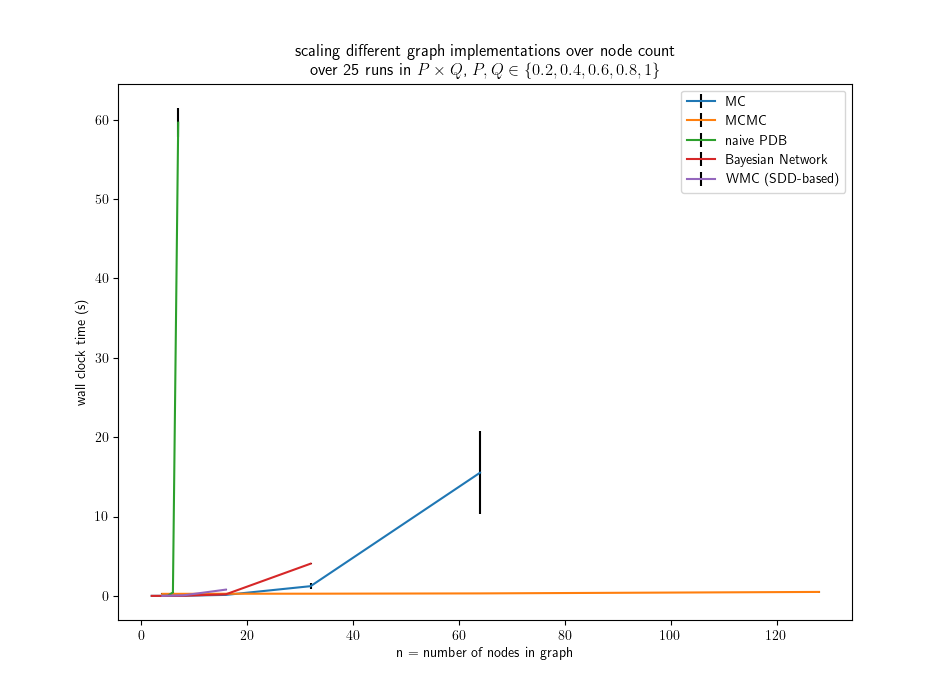 scaling different graph implementations over node count
over 25 runs in P × Q, P, Q ∈ {0.2, 0.4, 0.6, 0.8, 1}
MC
MCMC
naive PDB
Bayesian Network
WMC (SDD-based)
wall clock time (s)
60
50
40
30
20
10
0
0 20 40 60 80 100 120
n = number of nodes in graph